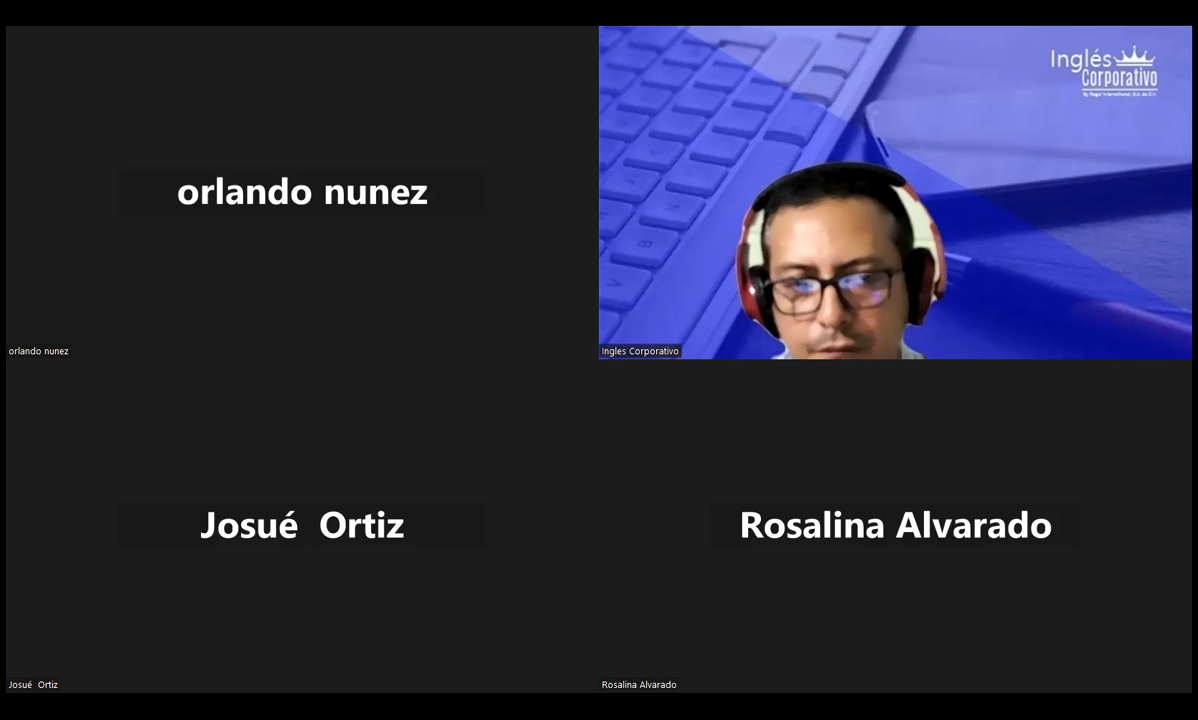 orlando nunez
orlando nunez
Inglés
Corporativo
Ingles Corporativo
Josué Ortiz
Josué Ortiz
Rosalina Alvarado
Rosalina Alvarado